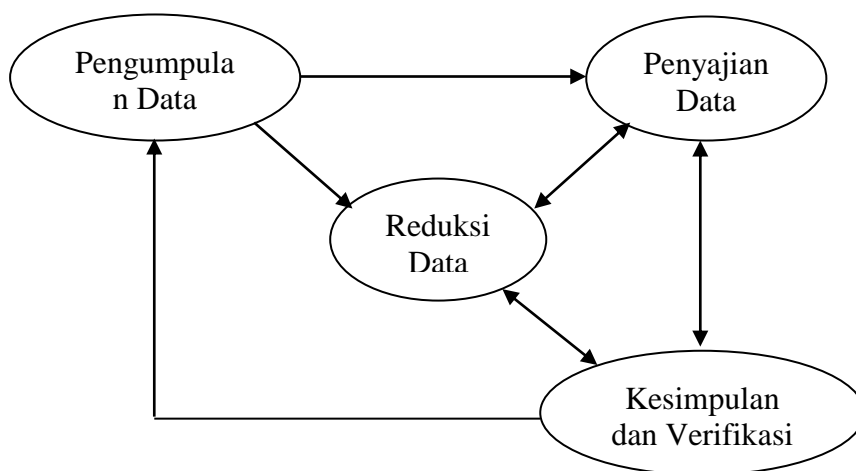 Pengumpula
n Data
Penyajian
Data
Reduksi
Data
Kesimpulan
dan Verifikasi